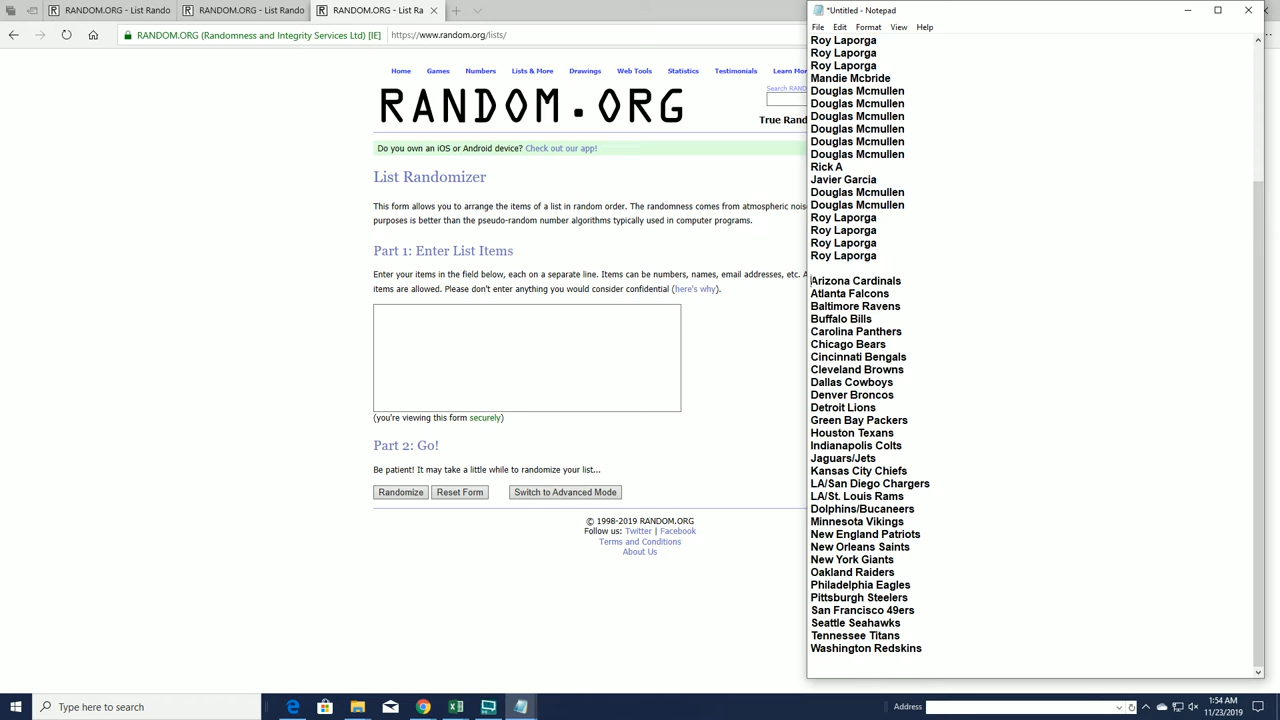 RANDOM.ORG - List Rando
RANDOM.ORG - List Rando
RANDOM.ORG - List Ra
RANDOM.ORG (Randomness and Integrity Services Ltd) [IE]
https://www.random.org/lists/
Home Games Numbers Lists & More Drawings Web Tools Statistics Testimonials Learn Mor
Search RAND
RANDOM.ORG
True Rand
Do you own an iOS or Android device? Check out our app!
List Randomizer
This form allows you to arrange the items of a list in random order. The randomness comes from atmospheric nois
purposes is better than the pseudo-random number algorithms typically used in computer programs.
Part 1: Enter List Items
Enter your items in the field below, each on a separate line. Items can be numbers, names, email addresses, etc. A
items are allowed. Please don't enter anything you would consider confidential (here's why).
(you're viewing this form securely)
Part 2: Go!
Be patient! It may take a little while to randomize your list...
Randomize Reset Form Switch to Advanced Mode
© 1998-2019 RANDOM.ORG
Follow us: Twitter | Facebook
Terms and Conditions
About Us
*Untitled - Notepad
File Edit Format View Help
Roy Laporga
Roy Laporga
Roy Laporga
Mandie Mcbride
Douglas Mcmullen
Douglas Mcmullen
Douglas Mcmullen
Douglas Mcmullen
Douglas Mcmullen
Douglas Mcmullen
Rick A
Javier Garcia
Douglas Mcmullen
Douglas Mcmullen
Roy Laporga
Roy Laporga
Roy Laporga
Roy Laporga
Arizona Cardinals
Atlanta Falcons
Baltimore Ravens
Buffalo Bills
Carolina Panthers
Chicago Bears
Cincinnati Bengals
Cleveland Browns
Dallas Cowboys
Denver Broncos
Detroit Lions
Green Bay Packers
Houston Texans
Indianapolis Colts
Jaguars/Jets
Kansas City Chiefs
LA/San Diego Chargers
LA/St. Louis Rams
Dolphins/Bucaneers
Minnesota Vikings
New England Patriots
New Orleans Saints
New York Giants
Oakland Raiders
Philadelphia Eagles
Pittsburgh Steelers
San Francisco 49ers
Seattle Seahawks
Tennessee Titans
Washington Redskins
Type here to search
Address
1:54 AM
11/23/2019